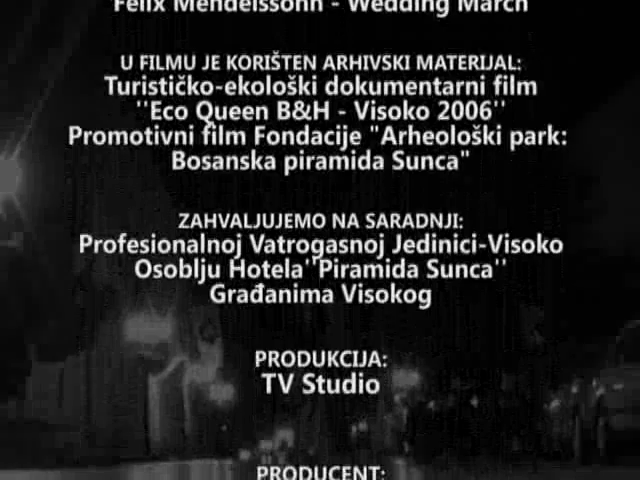 Felix Mendelssohn - Wedding March
U FILMU JE KORIŠTEN ARHIVSKI MATERIJAL:
Turističko-ekološki dokumentarni film
''Eco Queen B&H - Visoko 2006''
Promotivni film Fondacije "Arheološki park:
Bosanska piramida Sunca"
ZAHVALJUJEMO NA SARADNJI:
Profesionalnoj Vatrogasnoj Jedinici-Visoko
Osoblju Hotela''Piramida Sunca''
Građanima Visokog
PRODUKCIJA:
TV Studio
PRODUCENT: